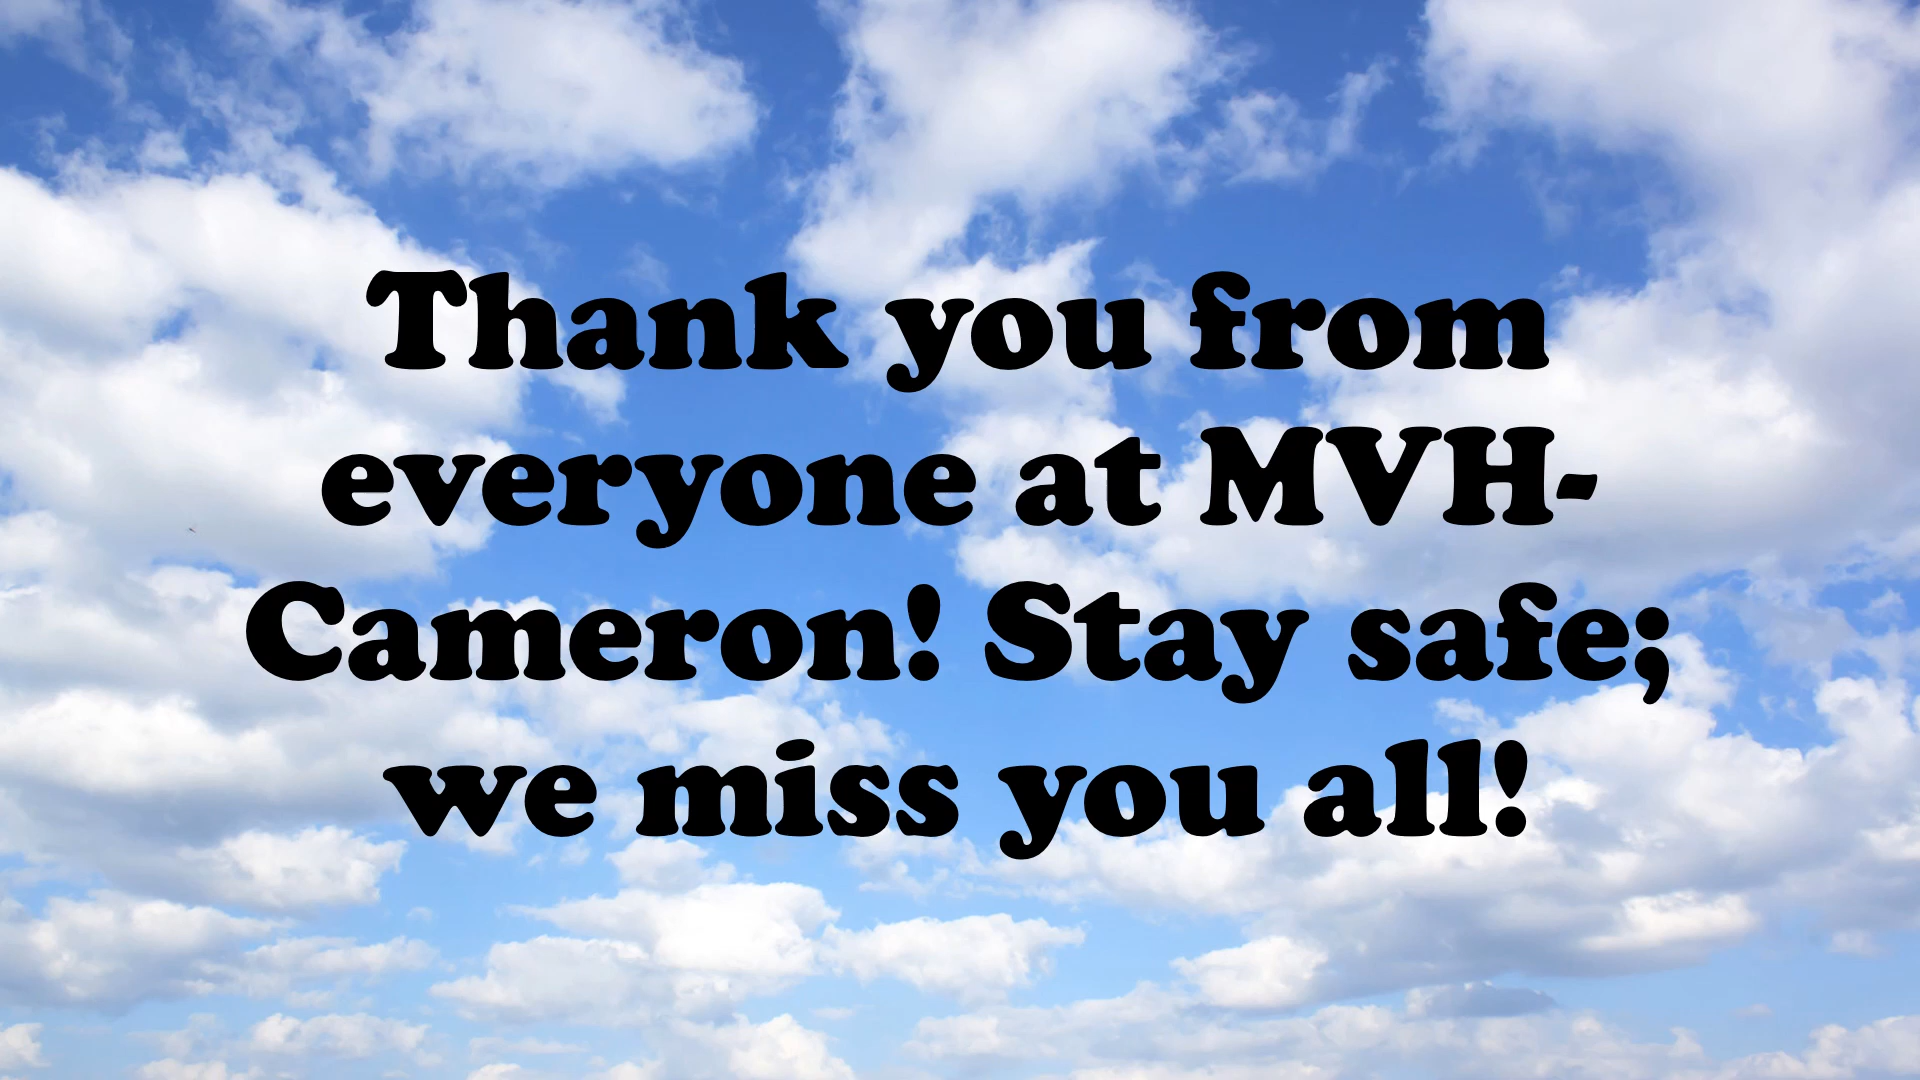 Thank you from
everyone at MVH-
Cameron! Stay safe;
we miss you all!